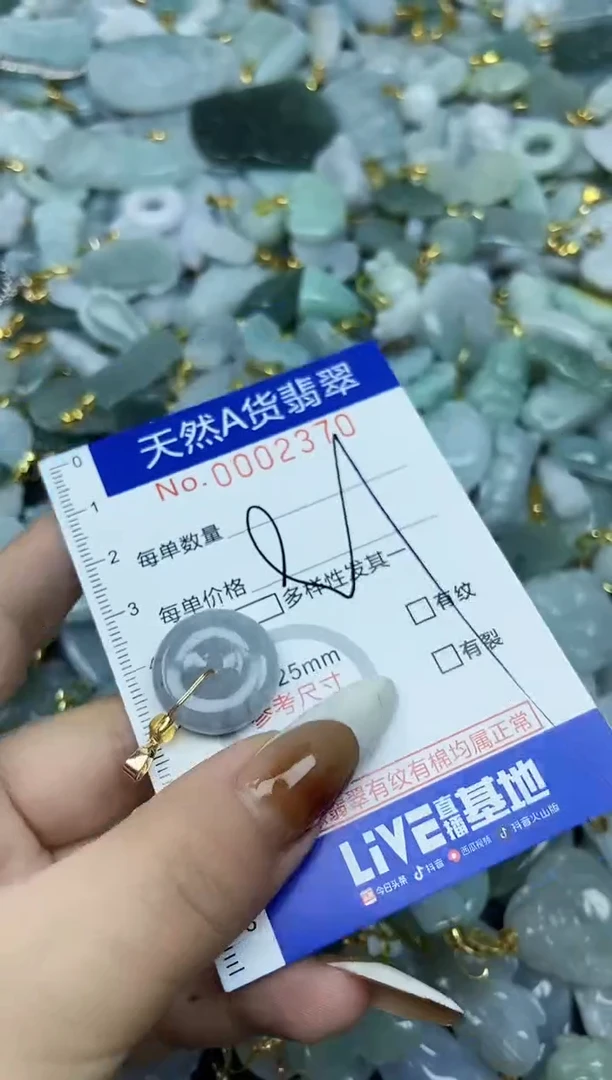 天然A货翡翠
No.0002370
0
1
2
3
每单数量
每单价格
多样性发其一
有纹
有裂
25mm
参考尺寸
翡翠有纹有棉均属正常
LiVE直播基地
今日头条 抖音 西瓜视频 抖音火山版